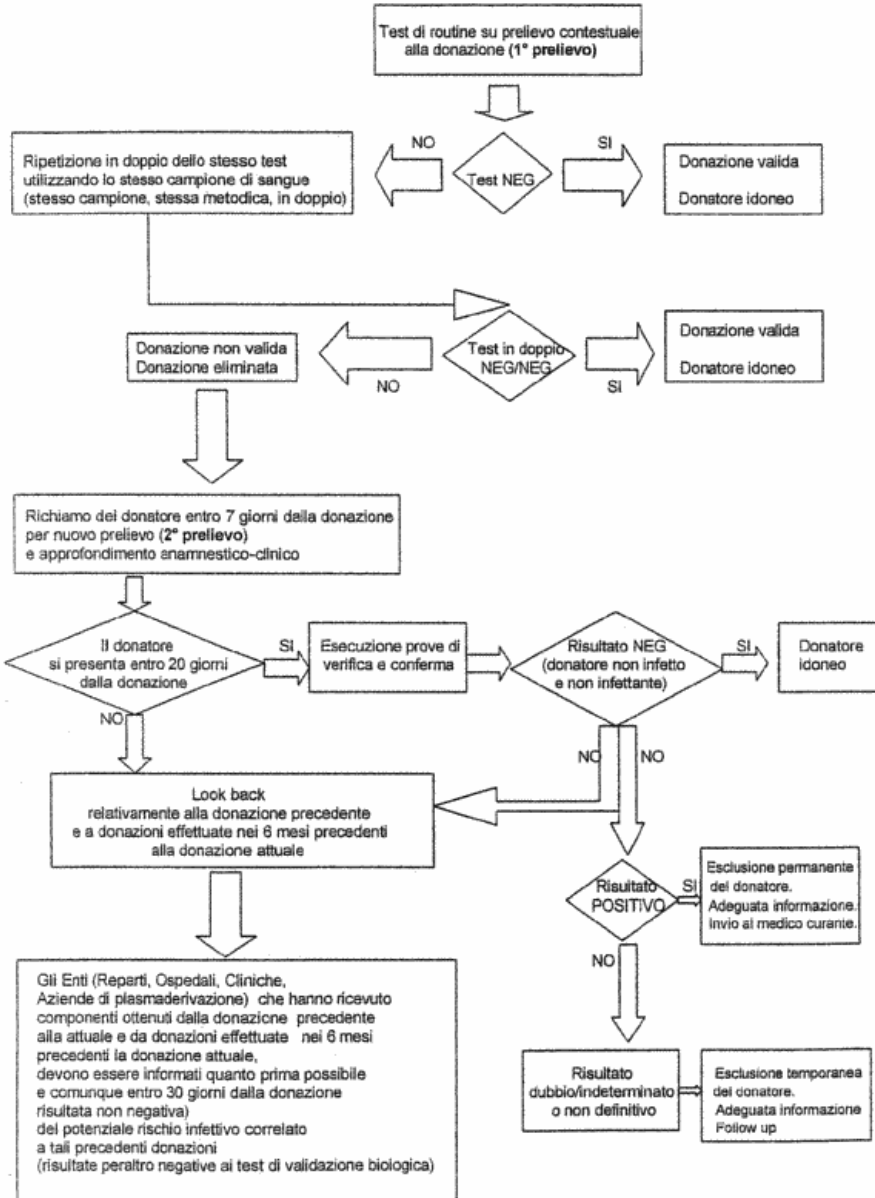 Test di routine su prelievo contestuale
alla donazione (1° prelievo)
NO
SI
Test NEG
Ripetizione in doppio dello stesso test
utilizzando lo stesso campione di sangue
(stesso campione, stessa metodica, in doppio)
Donazione valida
Donatore idoneo
Donazione non valida
Donazione eliminata
NO
Test in doppio
NEG/NEG
SI
Donazione valida
Donatore idoneo
Richiamo del donatore entro 7 giorni dalla donazione
per nuovo prelievo (2° prelievo)
e approfondimento anamnestico-clinico
Il donatore
si presenta entro 20 giorni
dalla donazione
SI
Esecuzione prove di
verifica e conferma
Risultato NEG
(donatore non infetto
e non infettante)
SI
Donatore
idoneo
NO
NO
NO
Look back
relativamente alla donazione precedente
e a donazioni effettuate nei 6 mesi precedenti
alla donazione attuale
Risultato
POSITIVO
SI
Esclusione permanente
del donatore.
Adeguata informazione.
Invio al medico curante.
NO
Gli Enti (Reparti, Ospedali, Cliniche,
Aziende di plasmaderivazione) che hanno ricevuto
componenti ottenuti dalla donazione precedente
alla attuale e da donazioni effettuate nei 6 mesi
precedenti la donazione attuale,
devono essere informati quanto prima possibile
e comunque entro 30 giorni dalla donazione
risultata non negativa)
del potenziale rischio infettivo correlato
a tali precedenti donazioni
(risultate peraltro negative ai test di validazione biologica)
Risultato
dubbio/indeterminato
o non definitivo
Esclusione temporanea
del donatore.
Adeguata informazione
Follow up